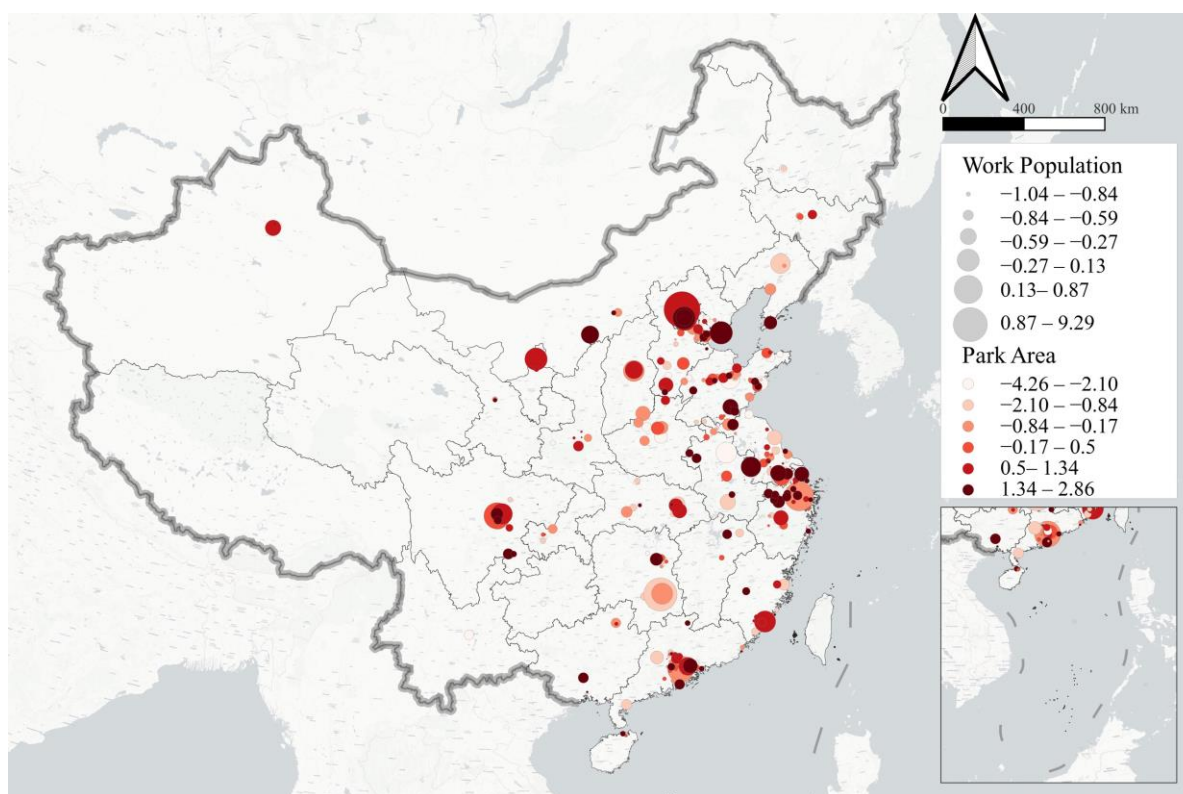 0 400 800 km
Work Population
−1.04 – −0.84
−0.84 – −0.59
−0.59 – −0.27
−0.27 – 0.13
0.13– 0.87
0.87 – 9.29
Park Area
−4.26 – −2.10
−2.10 – −0.84
−0.84 – −0.17
−0.17 – 0.5
0.5– 1.34
1.34 – 2.86